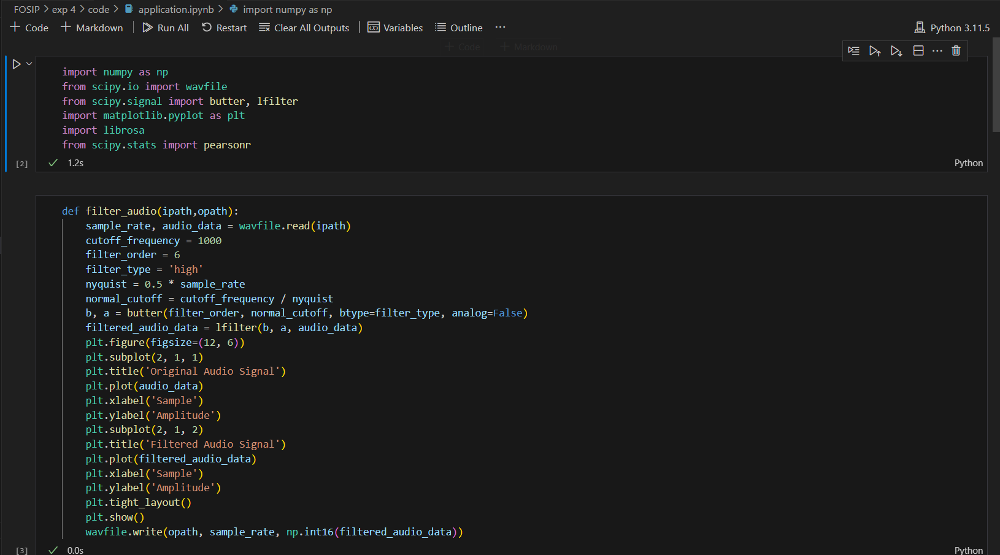 FOSIP > exp 4 > code > application.ipynb > import numpy as np
+ Code + Markdown | Run All Restart Clear All Outputs | Variables Outline ... Python 3.11.5
+ Code + Markdown
import numpy as np
from scipy.io import wavfile
from scipy.signal import butter, lfilter
import matplotlib.pyplot as plt
import librosa
from scipy.stats import pearsonr
[2] ✓ 1.2s Python
def filter_audio(ipath,opath):
    sample_rate, audio_data = wavfile.read(ipath)
    cutoff_frequency = 1000
    filter_order = 6
    filter_type = 'high'
    nyquist = 0.5 * sample_rate
    normal_cutoff = cutoff_frequency / nyquist
    b, a = butter(filter_order, normal_cutoff, btype=filter_type, analog=False)
    filtered_audio_data = lfilter(b, a, audio_data)
    plt.figure(figsize=(12, 6))
    plt.subplot(2, 1, 1)
    plt.title('Original Audio Signal')
    plt.plot(audio_data)
    plt.xlabel('Sample')
    plt.ylabel('Amplitude')
    plt.subplot(2, 1, 2)
    plt.title('Filtered Audio Signal')
    plt.plot(filtered_audio_data)
    plt.xlabel('Sample')
    plt.ylabel('Amplitude')
    plt.tight_layout()
    plt.show()
    wavfile.write(opath, sample_rate, np.int16(filtered_audio_data))
[3] ✓ 0.0s Python